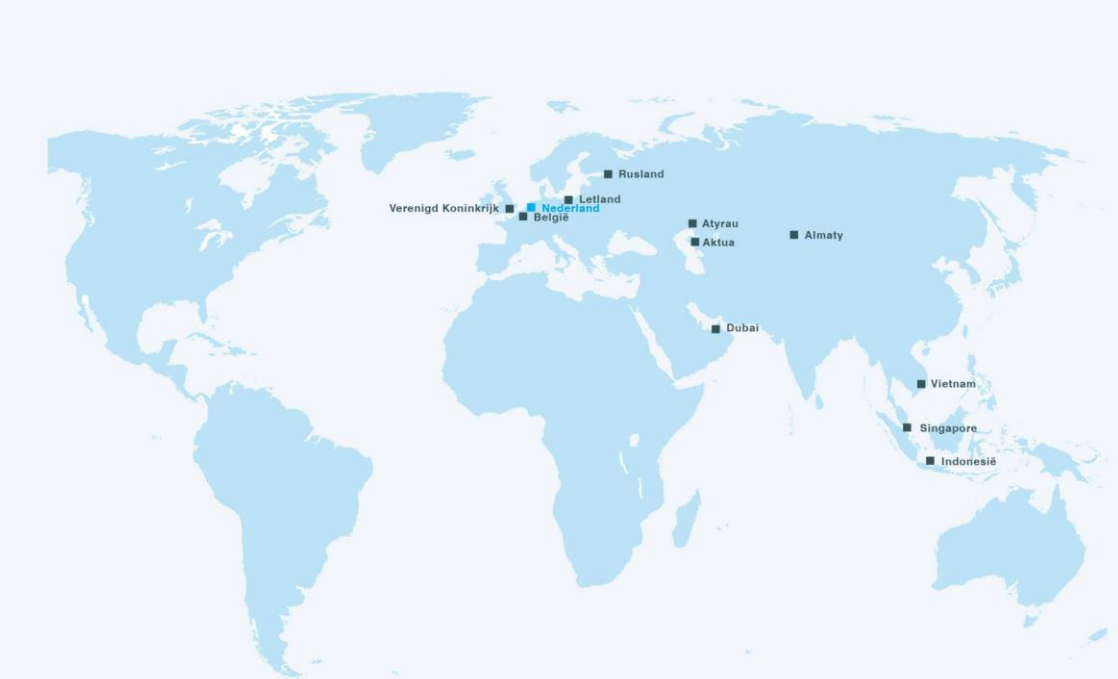 Rusland
Letland
Verenigd Koninkrijk
Nederland
België
Atyrau
Almaty
Aktua
Dubai
Vietnam
Singapore
Indonesië